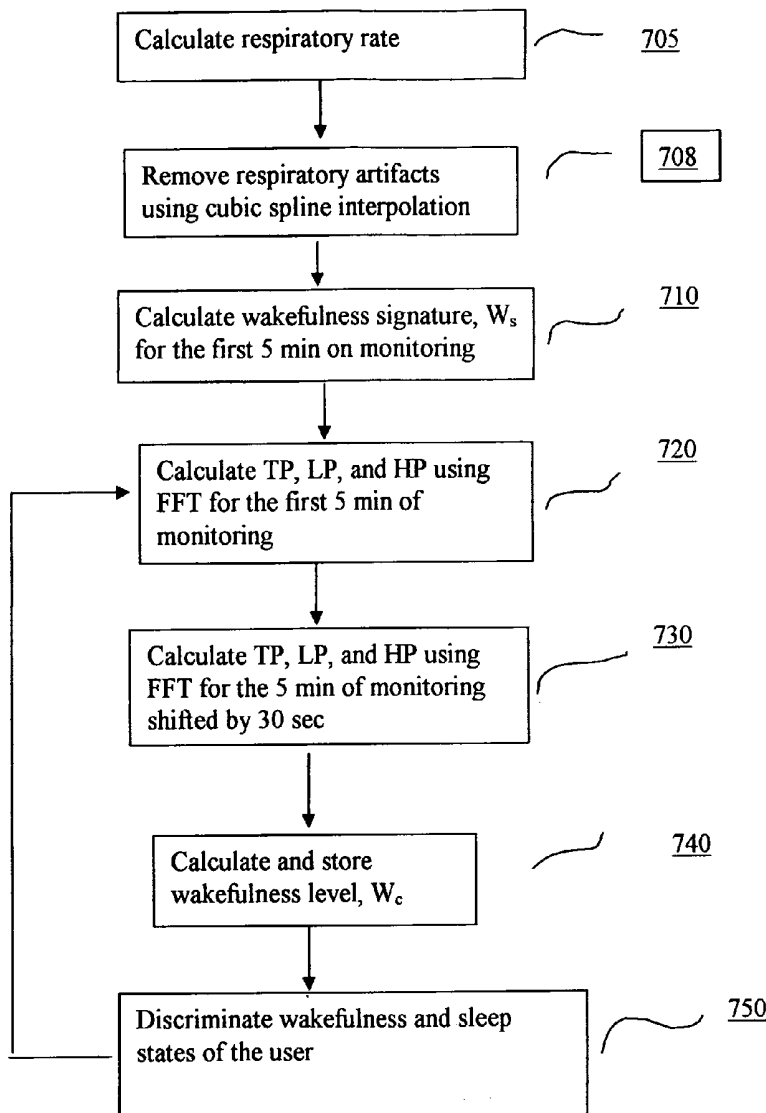 Calculate respiratory rate
705
Remove respiratory artifacts
using cubic spline interpolation
708
Calculate wakefulness signature, Ws
for the first 5 min on monitoring
710
Calculate TP, LP, and HP using
FFT for the first 5 min of
monitoring
720
Calculate TP, LP, and HP using
FFT for the 5 min of monitoring
shifted by 30 sec
730
Calculate and store
wakefulness level, Wc
740
Discriminate wakefulness and sleep
states of the user
750